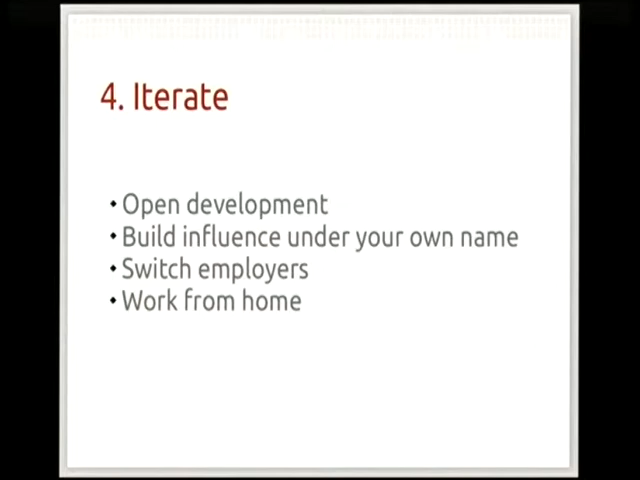 4. Iterate
• Open development
• Build influence under your own name
• Switch employers
• Work from home